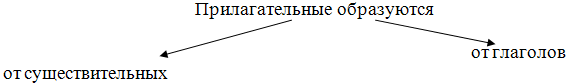 Прилагательные образуются
от глаголов
от существительных